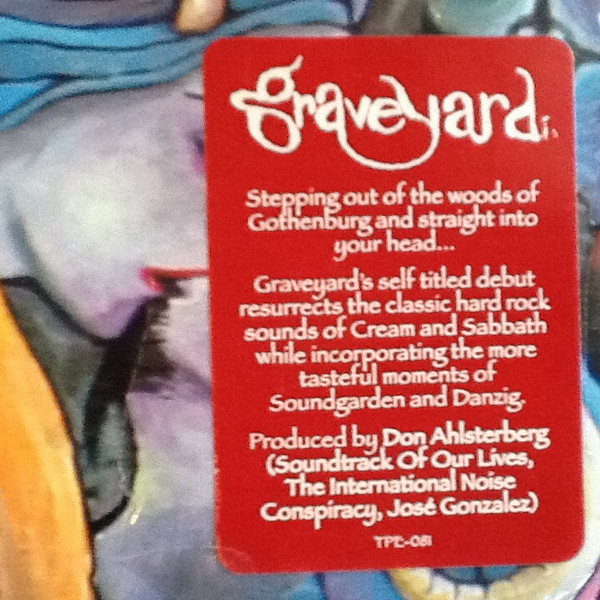 graveyard
Stepping out of the woods of
Gothenburg and straight into
your head...
Graveyard's self titled debut
resurrects the classic hard rock
sounds of Cream and Sabbath
while incorporating the more
tasteful moments of
Soundgarden and Danzig.
Produced by Don Ahlsterberg
(Soundtrack Of Our Lives,
The International Noise
Conspiracy, José Gonzalez)
TPE-081